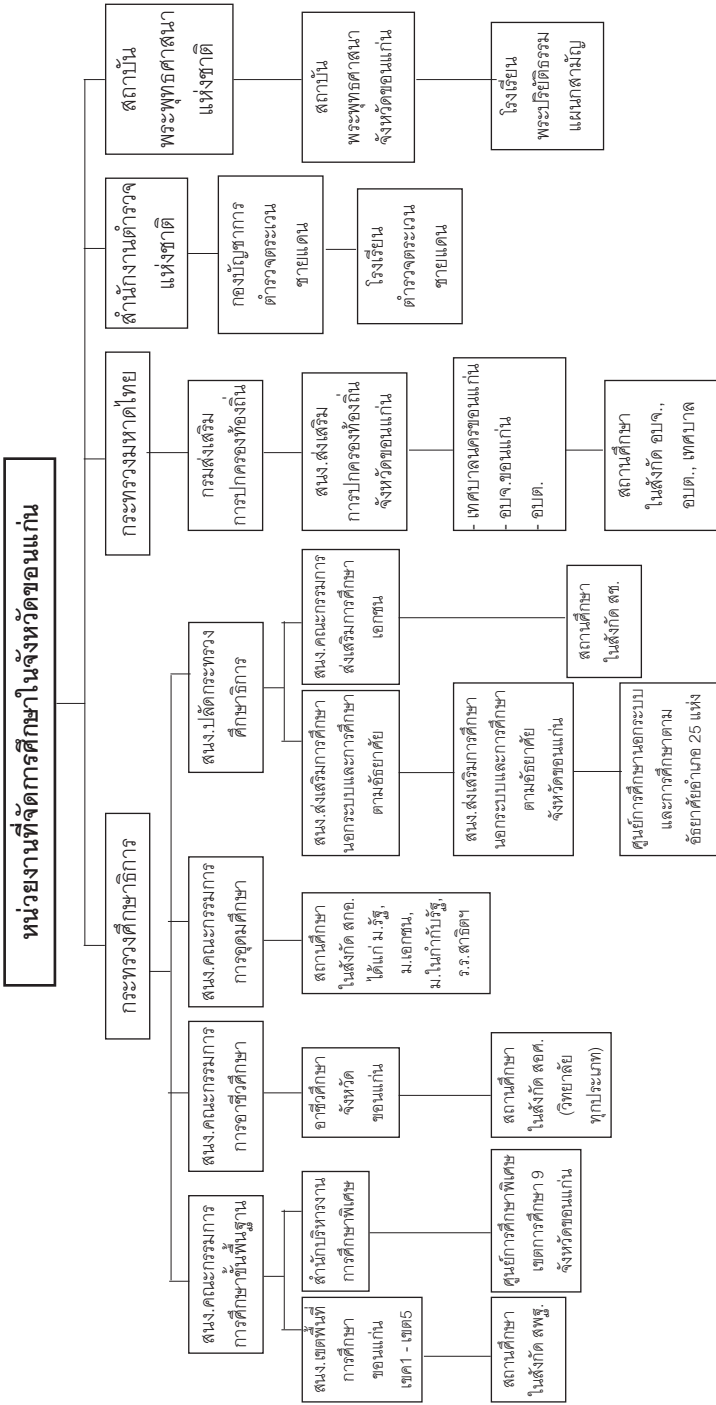 หน่วยงานที่จัดการศึกษาในจังหวัดขอนแก่น
กระทรวงศึกษาธิการ
กระทรวงมหาดไทย
สำนักงานตำรวจ
แห่งชาติ
สถาบัน
พระพุทธศาสนา
แห่งชาติ
สนง.คณะกรรมการ
การศึกษาขั้นพื้นฐาน
สนง.คณะกรรมการ
การอาชีวศึกษา
สนง.คณะกรรมการ
การอุดมศึกษา
สนง.ปลัดกระทรวง
ศึกษาธิการ
กรมส่งเสริม
การปกครองท้องถิ่น
กองบัญชาการ
ตำรวจตระเวน
ชายแดน
สถาบัน
พระพุทธศาสนา
จังหวัดขอนแก่น
สนง.เขตพื้นที่
การศึกษา
ขอนแก่น
เขต1 - เขต5
สำนักบริหารงาน
การศึกษาพิเศษ
อาชีวศึกษา
จังหวัด
ขอนแก่น
สถานศึกษา
ในสังกัด สกอ.
ได้แก่ ม.รัฐ,
ม.เอกชน,
ม.ในกำกับรัฐ,
ร.ร.สาธิตฯ
สนง.ส่งเสริมการศึกษา
นอกระบบและการศึกษา
ตามอัธยาศัย
สนง.คณะกรรมการ
ส่งเสริมการศึกษา
เอกชน
สนง.ส่งเสริม
การปกครองท้องถิ่น
จังหวัดขอนแก่น
โรงเรียน
ตำรวจตระเวน
ชายแดน
โรงเรียน
พระปริยัติธรรม
แผนกสามัญ
สถานศึกษา
ในสังกัด สพฐ.
ศูนย์การศึกษาพิเศษ
เขตการศึกษา 9
จังหวัดขอนแก่น
สถานศึกษา
ในสังกัด สอศ.
(วิทยาลัย
ทุกประเภท)
สนง.ส่งเสริมการศึกษา
นอกระบบและการศึกษา
ตามอัธยาศัย
จังหวัดขอนแก่น
สถานศึกษา
ในสังกัด สช.
- เทศบาลนครขอนแก่น
- อบจ.ขอนแก่น
- อบต.
ศูนย์การศึกษานอกระบบ
และการศึกษาตาม
อัธยาศัยอำเภอ 25 แห่ง
สถานศึกษา
ในสังกัด อบจ.,
อบต., เทศบาล